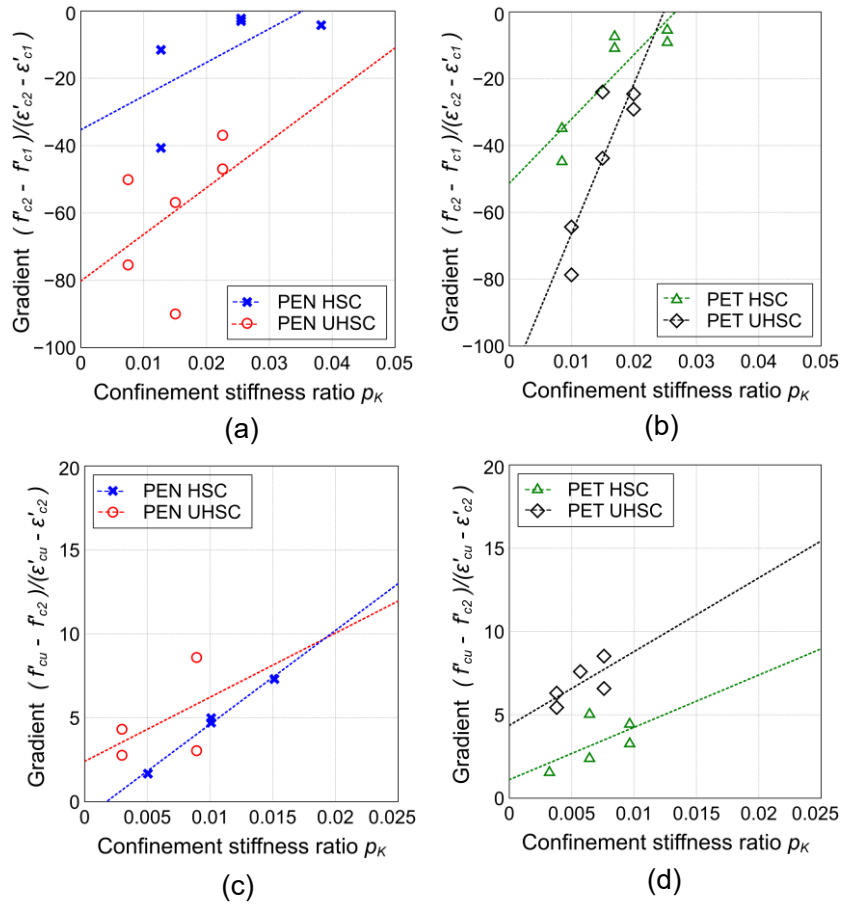 Gradient ( f'c2 − f'c1 )/(ε'c2 − ε'c1)
0
−20
−40
−60
−80
−100
PEN HSC
PEN UHSC
0 0.01 0.02 0.03 0.04 0.05
Confinement stiffness ratio pK
(a)
Gradient ( f'c2 − f'c1 )/(ε'c2 − ε'c1)
0
−20
−40
−60
−80
−100
PET HSC
PET UHSC
0 0.01 0.02 0.03 0.04 0.05
Confinement stiffness ratio pK
(b)
Gradient ( f'cu − f'c2 )/(ε'cu − ε'c2)
20
15
10
5
0
PEN HSC
PEN UHSC
0 0.005 0.01 0.015 0.02 0.025
Confinement stiffness ratio pK
(c)
Gradient ( f'cu − f'c2 )/(ε'cu − ε'c2)
20
15
10
5
0
PET HSC
PET UHSC
0 0.005 0.01 0.015 0.02 0.025
Confinement stiffness ratio pK
(d)